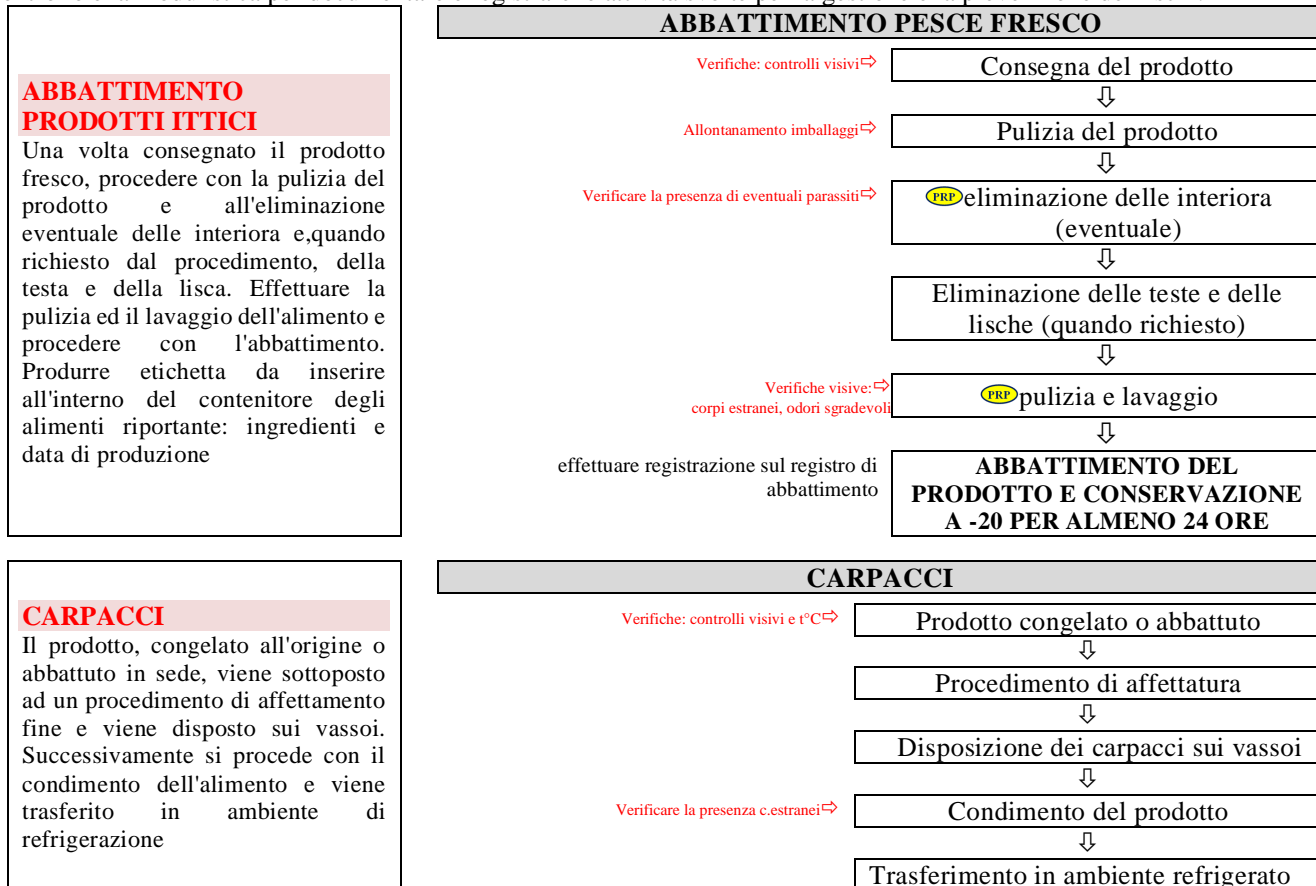 ABBATTIMENTO
PRODOTTI ITTICI
Una volta consegnato il prodotto
fresco, procedere con la pulizia del
prodotto e all'eliminazione
eventuale delle interiora e,quando
richiesto dal procedimento, della
testa e della lisca. Effettuare la
pulizia ed il lavaggio dell'alimento e
procedere con l'abbattimento.
Produrre etichetta da inserire
all'interno del contenitore degli
alimenti riportante: ingredienti e
data di produzione
ABBATTIMENTO PESCE FRESCO
Verifiche: controlli visivi⇨
Consegna del prodotto
⇩
Allontanamento imballaggi⇨
Pulizia del prodotto
⇩
Verificare la presenza di eventuali parassiti⇨
PRP eliminazione delle interiora
(eventuale)
⇩
Eliminazione delle teste e delle
lische (quando richiesto)
⇩
Verifiche visive:⇨
corpi estranei, odori sgradevoli
PRP pulizia e lavaggio
⇩
effettuare registrazione sul registro di
abbattimento
ABBATTIMENTO DEL
PRODOTTO E CONSERVAZIONE
A -20 PER ALMENO 24 ORE
CARPACCI
Il prodotto, congelato all'origine o
abbattuto in sede, viene sottoposto
ad un procedimento di affettamento
fine e viene disposto sui vassoi.
Successivamente si procede con il
condimento dell'alimento e viene
trasferito in ambiente di
refrigerazione
CARPACCI
Verifiche: controlli visivi e t°C⇨
Prodotto congelato o abbattuto
⇩
Procedimento di affettatura
⇩
Disposizione dei carpacci sui vassoi
⇩
Verificare la presenza c.estranei⇨
Condimento del prodotto
⇩
Trasferimento in ambiente refrigerato